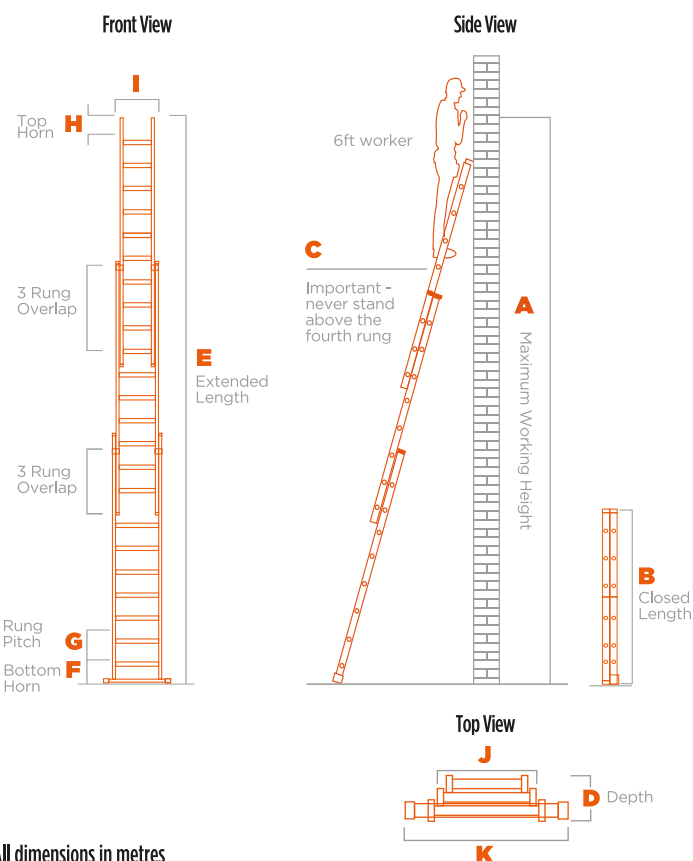 Front View
Side View
I
Top
Horn
H
6ft worker
C
3 Rung
Overlap
Important -
never stand
above the
fourth rung
A
Maximum Working Height
E
Extended
Length
3 Rung
Overlap
B
Closed
Length
Rung
Pitch
G
Bottom
Horn
F
Top View
J
D Depth
K
All dimensions in metres